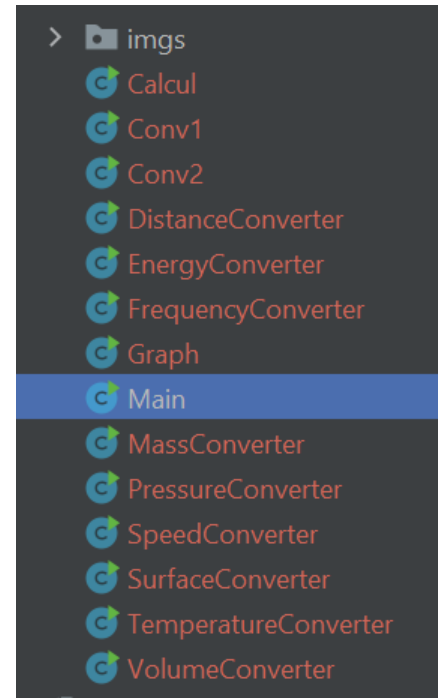 imgs
Calcul
Conv1
Conv2
DistanceConverter
EnergyConverter
FrequencyConverter
Graph
Main
MassConverter
PressureConverter
SpeedConverter
SurfaceConverter
TemperatureConverter
VolumeConverter